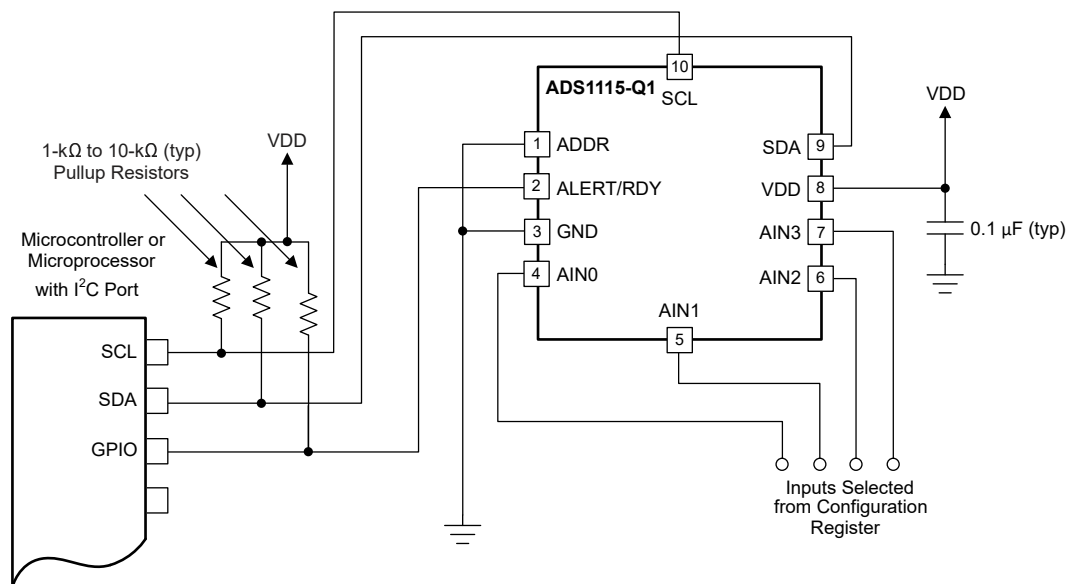 10
ADS1115-Q1
SCL
VDD
1-kΩ to 10-kΩ (typ)
Pullup Resistors
VDD
1
ADDR
SDA
9
2
ALERT/RDY
VDD
8
3
GND
AIN3
7
0.1 μF (typ)
4
AIN0
AIN2
6
AIN1
5
Microcontroller or
Microprocessor
with I²C Port
SCL
SDA
GPIO
Inputs Selected
from Configuration
Register